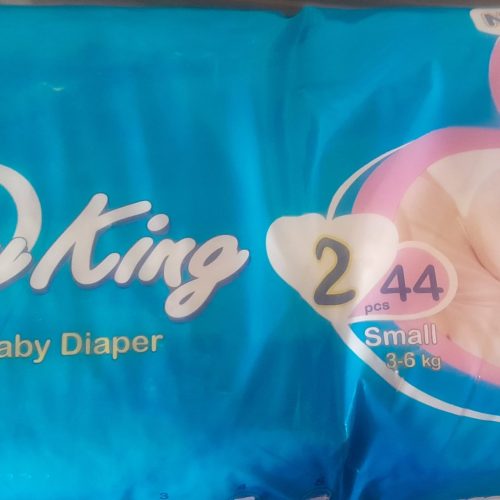 King
2
44
pcs
aby Diaper
Small
3-6 kg